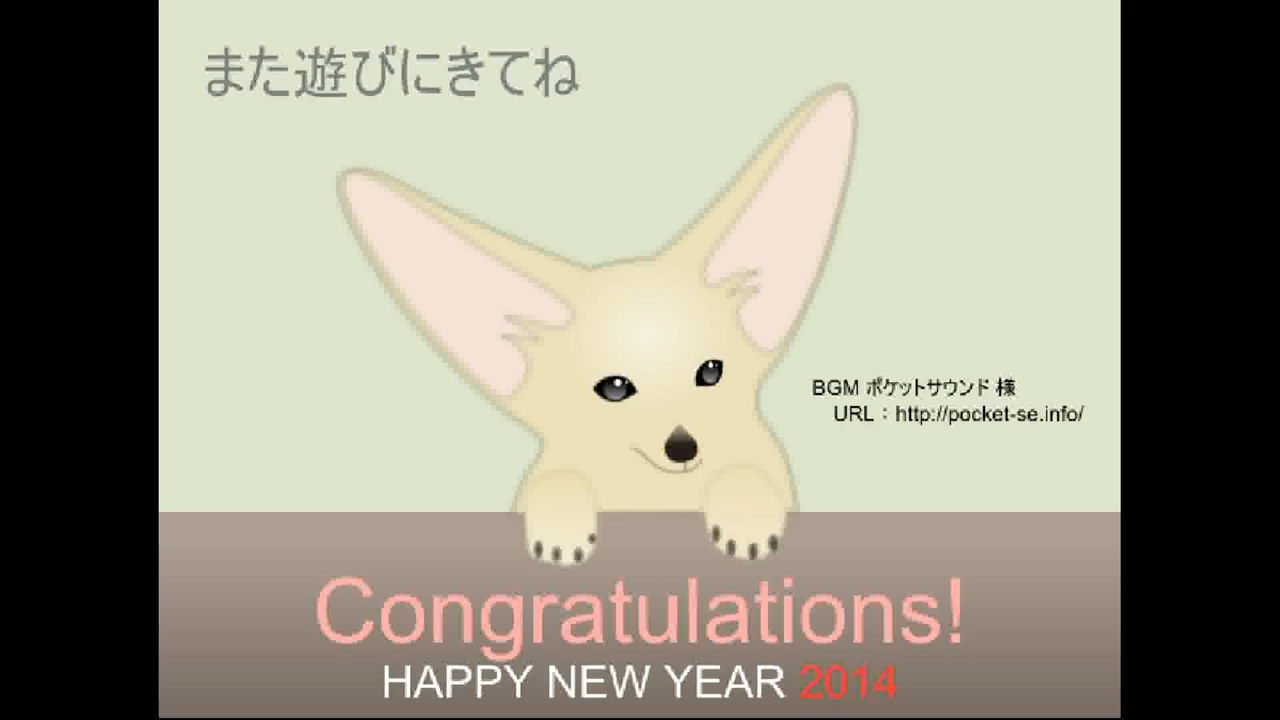 また遊びにきてね
BGM ポケットサウンド 様
URL：http://pocket-se.info/
Congratulations!
HAPPY NEW YEAR 2014